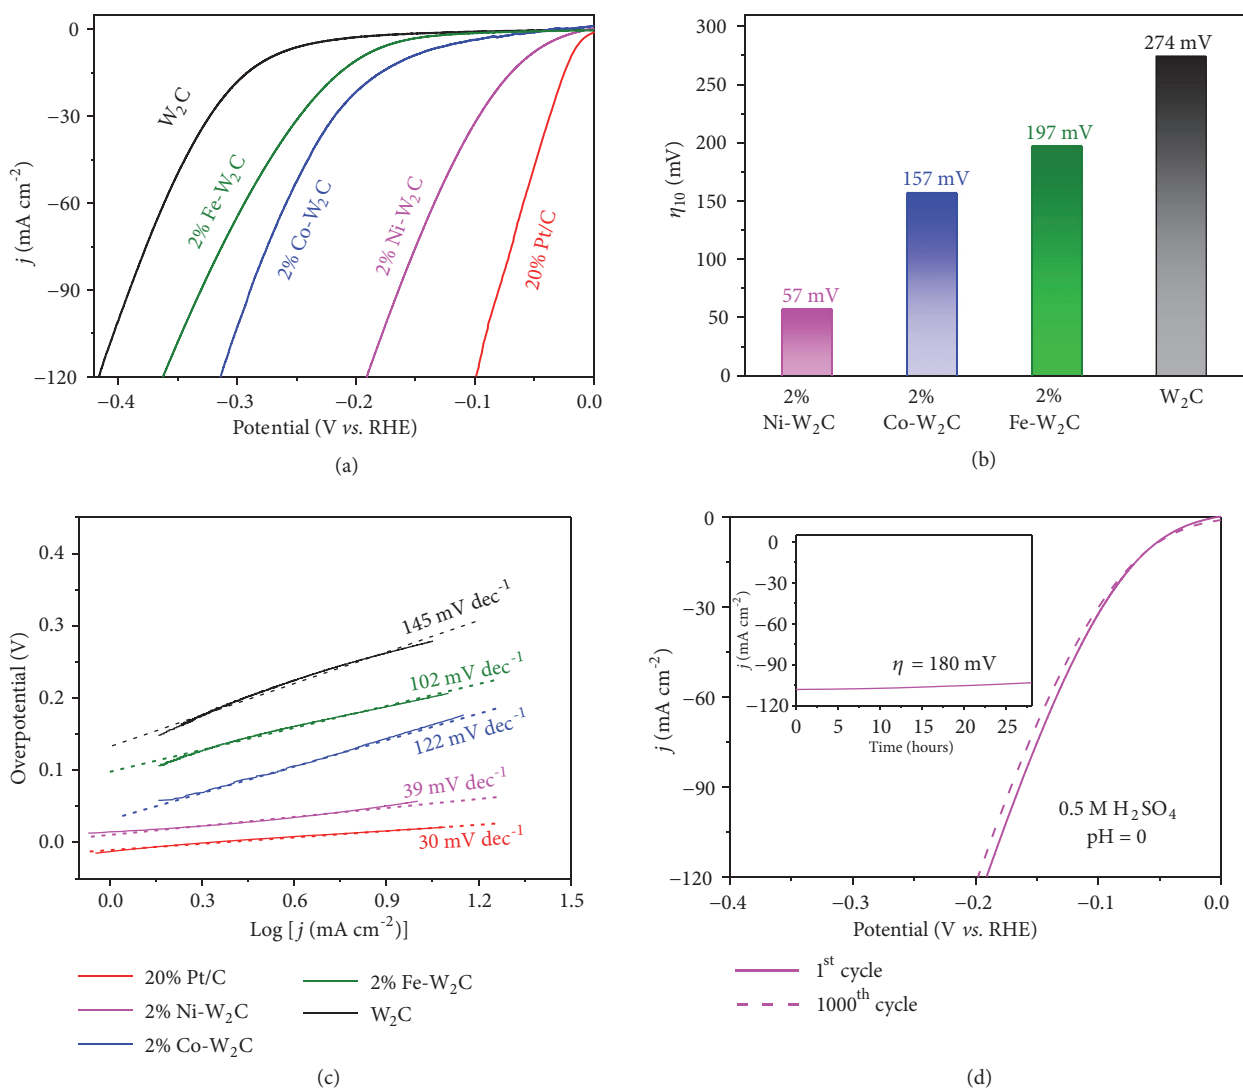 0
−30
−60
−90
−120
j (mA cm⁻²)
W₂C
2% Fe-W₂C
2% Co-W₂C
2% Ni-W₂C
20% Pt/C
−0.4
−0.3
−0.2
−0.1
0.0
Potential (V vs. RHE)
(a)
300
250
200
150
100
50
0
η₁₀ (mV)
57 mV
157 mV
197 mV
274 mV
2%
Ni-W₂C
2%
Co-W₂C
2%
Fe-W₂C
W₂C
(b)
0.4
0.3
0.2
0.1
0.0
Overpotential (V)
145 mV dec⁻¹
102 mV dec⁻¹
122 mV dec⁻¹
39 mV dec⁻¹
30 mV dec⁻¹
0.0
0.3
0.6
0.9
1.2
1.5
Log [j (mA cm⁻²)]
20% Pt/C
2% Ni-W₂C
2% Co-W₂C
2% Fe-W₂C
W₂C
(c)
0
−30
−60
−90
−120
j (mA cm⁻²)
0
−30
−60
−90
−120
j (mA cm⁻²)
η = 180 mV
0
5
10
15
20
25
Time (hours)
0.5 M H₂SO₄
pH = 0
−0.4
−0.3
−0.2
−0.1
0.0
Potential (V vs. RHE)
1ˢᵗ cycle
1000ᵗʰ cycle
(d)